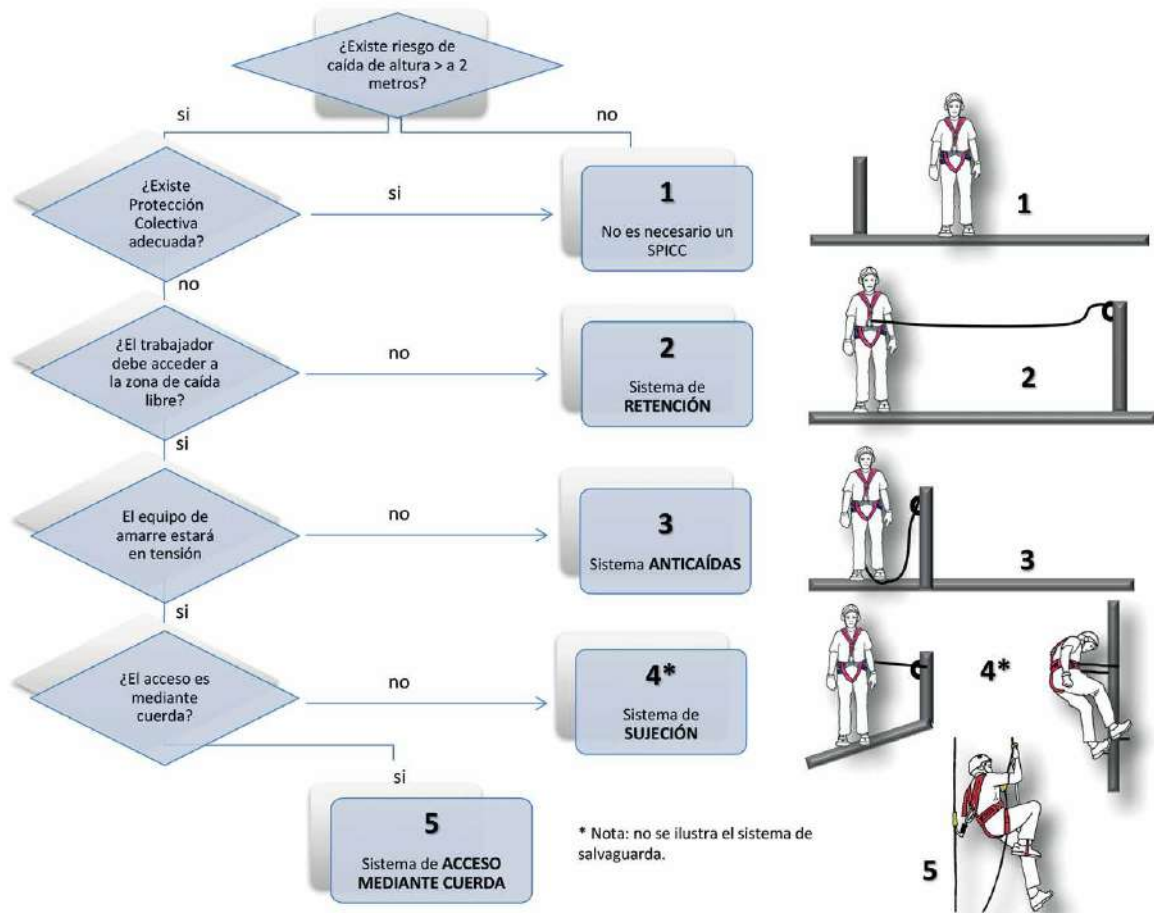 ¿Existe riesgo de
caída de altura > a 2
metros?
si
no
¿Existe
Protección
Colectiva
adecuada?
si
1
No es necesario un
SPICC
1
no
¿El trabajador
debe acceder a
la zona de caída
libre?
no
2
Sistema de
RETENCIÓN
2
si
El equipo de
amarre estará
en tensión
no
3
Sistema ANTICAÍDAS
3
si
¿El acceso es
mediante
cuerda?
no
4*
Sistema de
SUJECIÓN
4*
si
5
Sistema de ACCESO
MEDIANTE CUERDA
* Nota: no se ilustra el sistema de
salvaguarda.
5